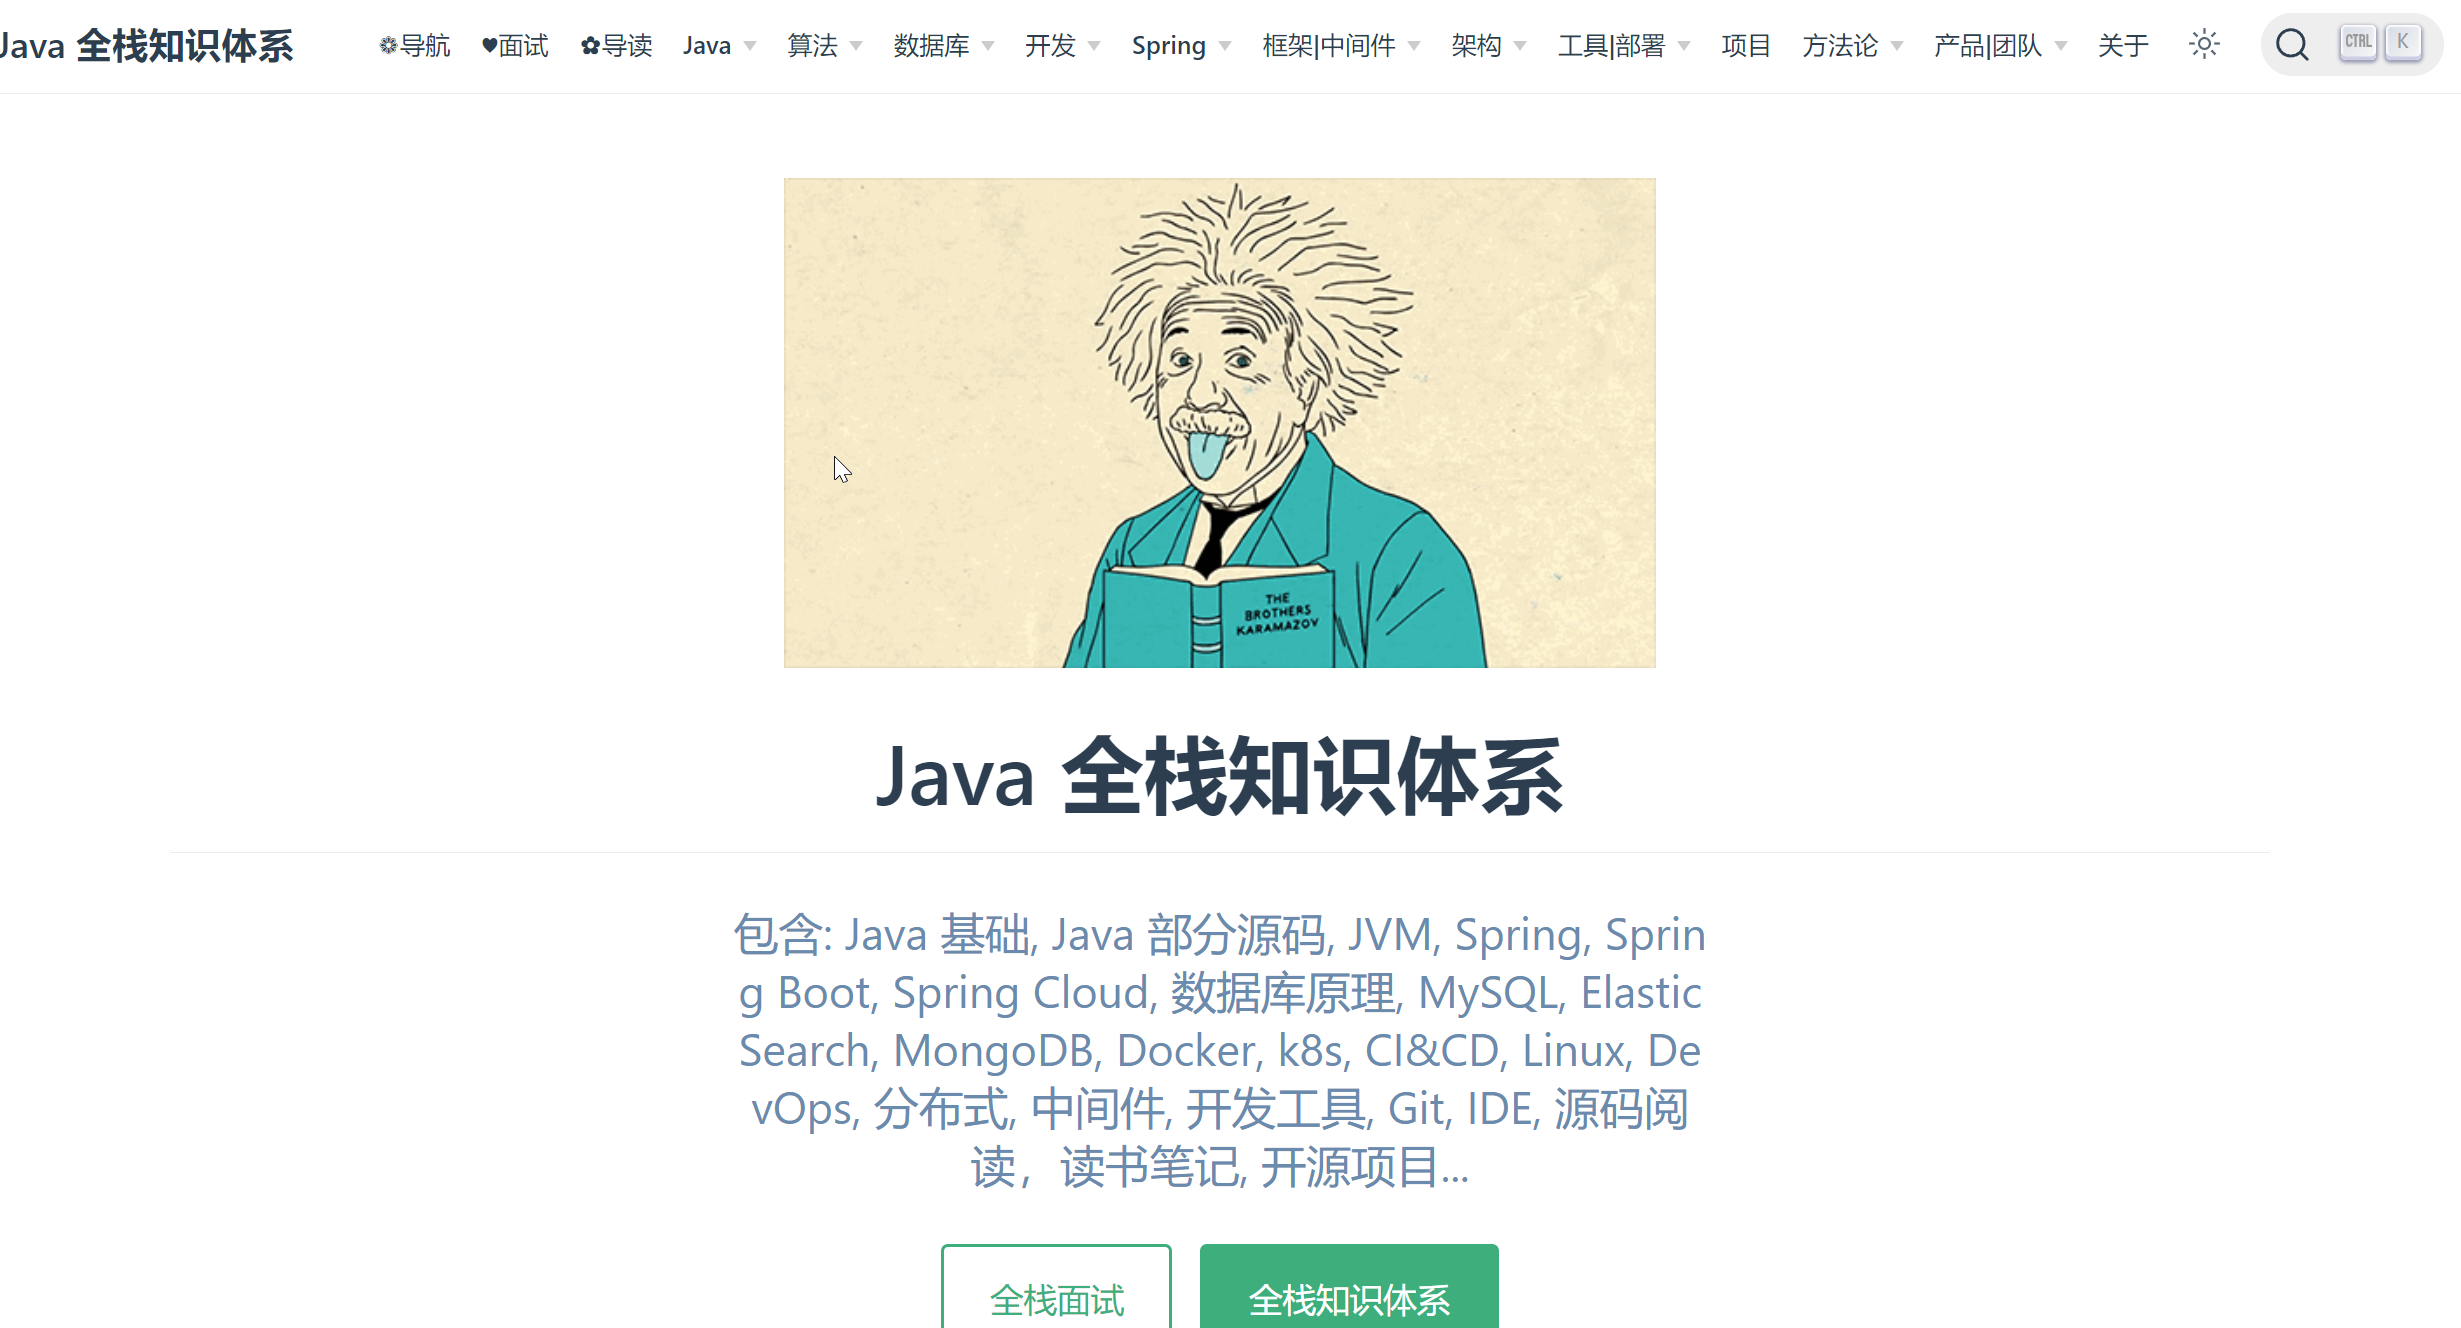 Java 全栈知识体系
❁导航 ♥面试 ✿导读 Java 算法 数据库 开发 Spring 框架|中间件 架构 工具|部署 项目 方法论 产品|团队 关于 CTRL K
THE
BROTHERS
KARAMAZOV
Java 全栈知识体系
包含: Java 基础, Java 部分源码, JVM, Spring, Sprin
g Boot, Spring Cloud, 数据库原理, MySQL, Elastic
Search, MongoDB, Docker, k8s, CI&CD, Linux, De
vOps, 分布式, 中间件, 开发工具, Git, IDE, 源码阅
读，读书笔记, 开源项目...
全栈面试 全栈知识体系